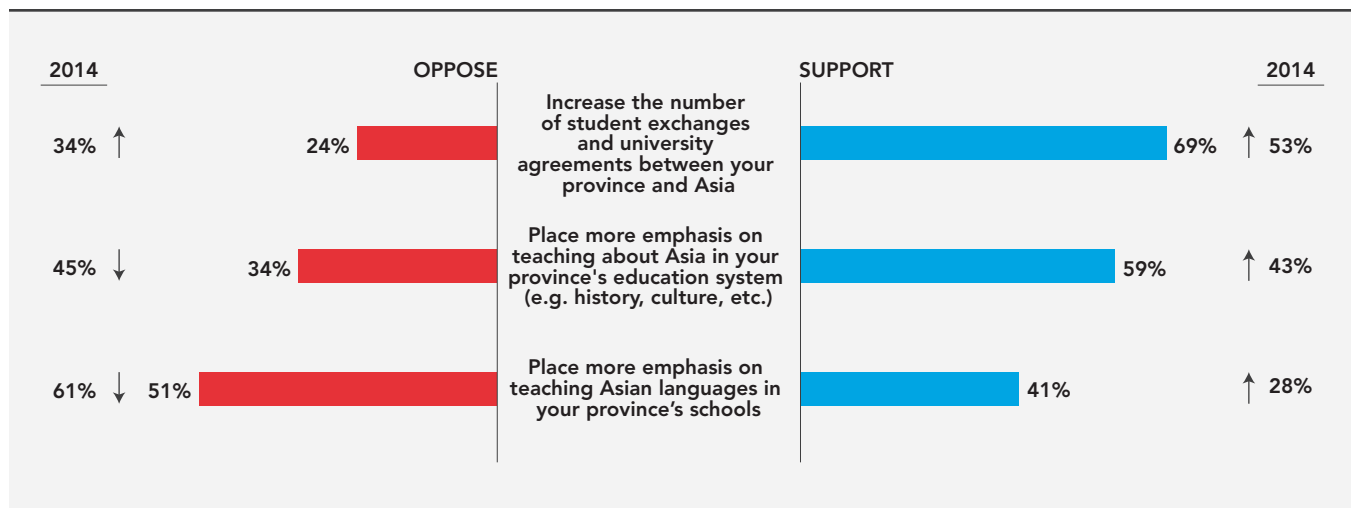 2014 OPPOSE SUPPORT 2014
34% ↑ 24% 69% ↑ 53%
Increase the number
of student exchanges
and university
agreements between your
province and Asia
45% ↓ 34% 59% ↑ 43%
Place more emphasis on
teaching about Asia in your
province's education system
(e.g. history, culture, etc.)
61% ↓ 51% 41% ↑ 28%
Place more emphasis on
teaching Asian languages in
your province’s schools